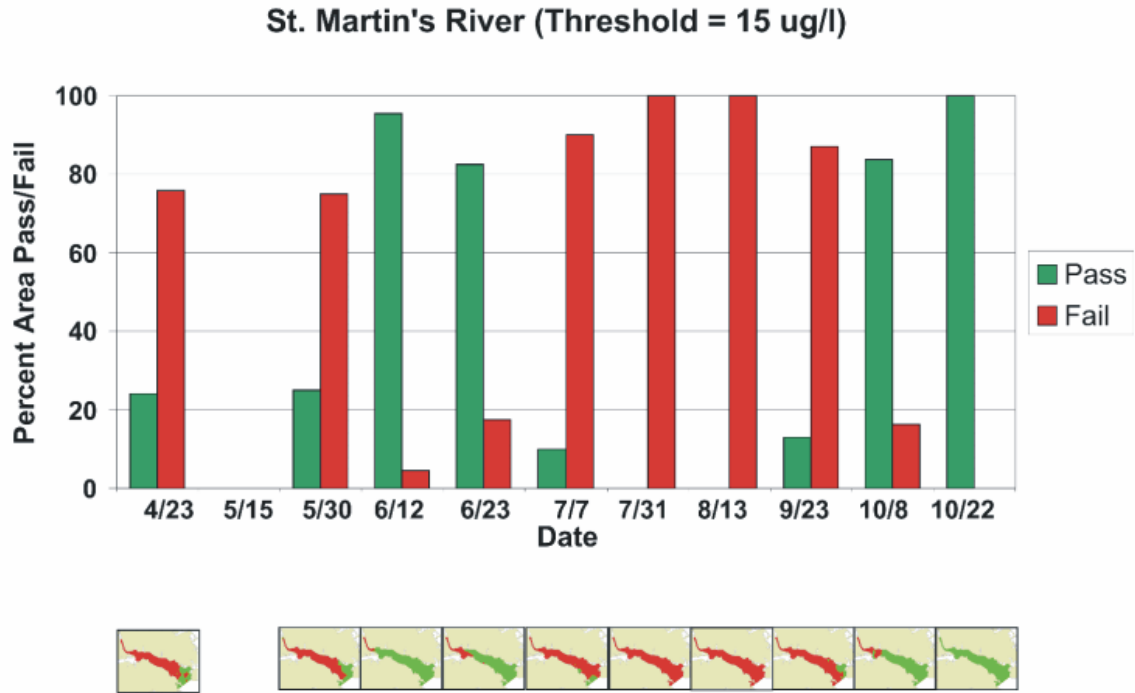 St. Martin's River (Threshold = 15 ug/l)
Percent Area Pass/Fail
100
80
60
40
20
0
4/23 5/15 5/30 6/12 6/23 7/7 7/31 8/13 9/23 10/8 10/22
Date
Pass
Fail